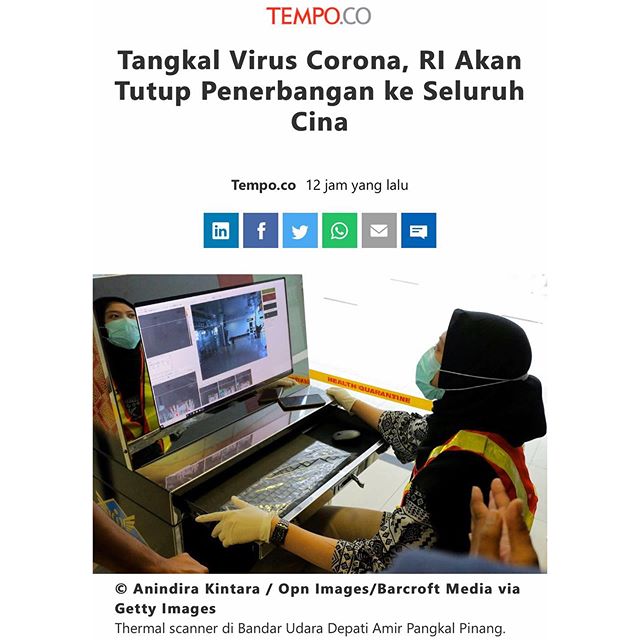 TEMPO.CO
Tangkal Virus Corona, RI Akan
Tutup Penerbangan ke Seluruh
Cina
Tempo.co 12 jam yang lalu
HEALTH QUARANTINE
© Anindira Kintara / Opn Images/Barcroft Media via
Getty Images
Thermal scanner di Bandar Udara Depati Amir Pangkal Pinang.